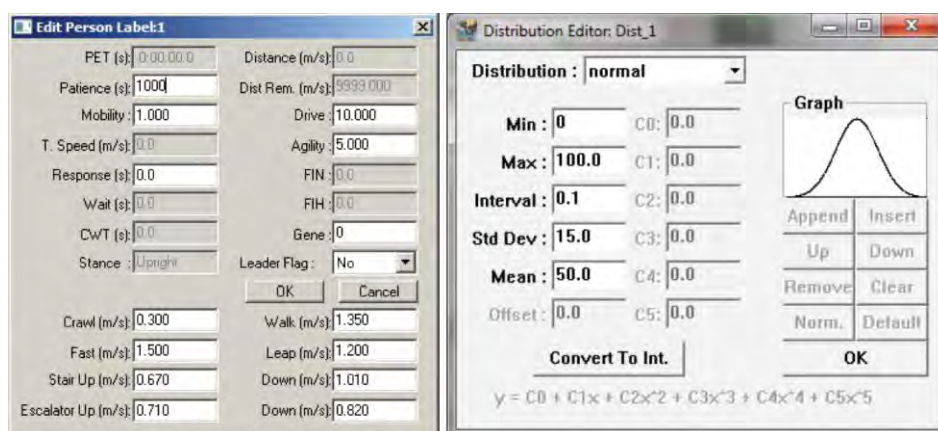 Edit Person Label:1
PET (s): 0:00:00.0 Distance (m/s): 0.0
Patience (s): 1000 Dist Rem. (m/s): 9999.000
Mobility : 1.000 Drive : 10.000
T. Speed (m/s): 0.0 Agility : 5.000
Response (s): 0.0 FIN : 0.0
Wait (s): 0.0 FIH : 0.0
CWT (s): 0.0 Gene : 0
Stance : Upright Leader Flag : No
OK Cancel
Crawl (m/s): 0.300 Walk (m/s): 1.350
Fast (m/s): 1.500 Leap (m/s): 1.200
Stair Up (m/s): 0.670 Down (m/s): 1.010
Escalator Up (m/s): 0.710 Down (m/s): 0.820
Distribution Editor: Dist_1
Distribution : normal
Min : 0 C0: 0.0
Max : 100.0 C1: 0.0
Interval : 0.1 C2: 0.0
Std Dev : 15.0 C3: 0.0
Mean : 50.0 C4: 0.0
Offset : 0.0 C5: 0.0
Convert To Int.
Graph
Append Insert
Up Down
Remove Clear
Norm. Default
OK
y = C0 + C1x + C2x^2 + C3x^3 + C4x^4 + C5x^5